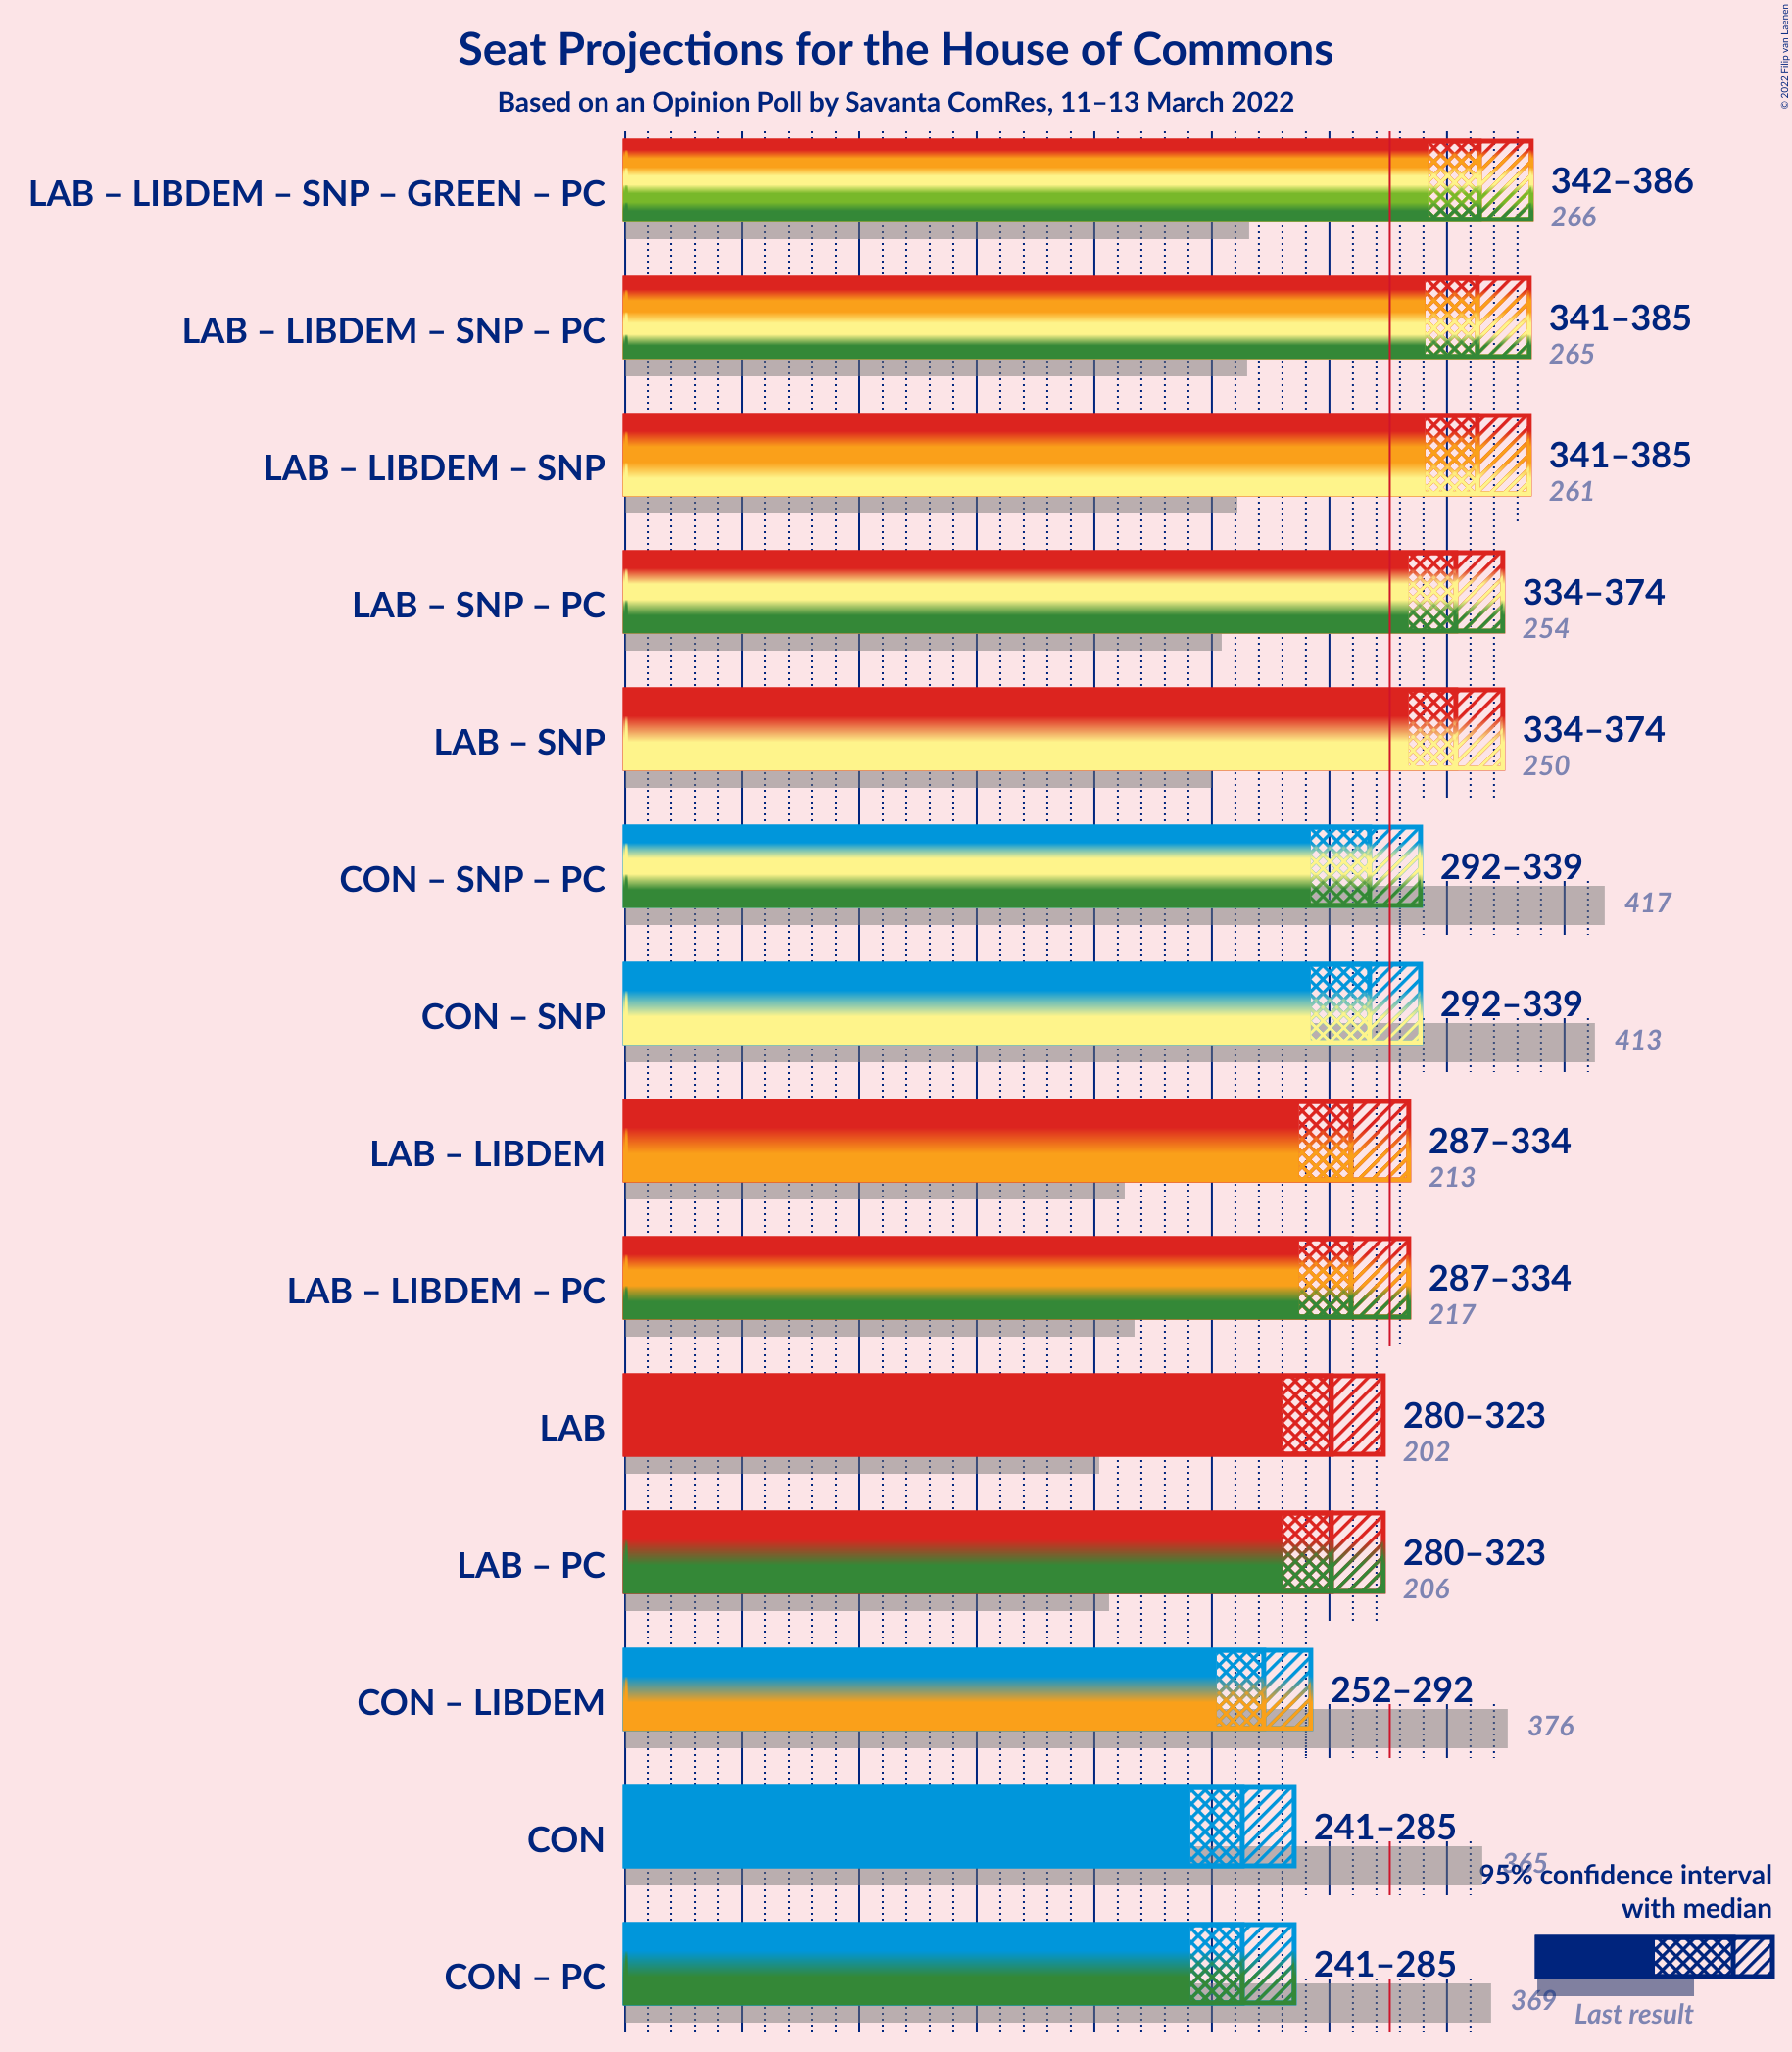 © 2022 Filip van Laenen
Seat Projections for the House of Commons
Based on an Opinion Poll by Savanta ComRes, 11–13 March 2022
LAB – LIBDEM – SNP – GREEN – PC
342–386
266
LAB – LIBDEM – SNP – PC
341–385
265
LAB – LIBDEM – SNP
341–385
261
LAB – SNP – PC
334–374
254
LAB – SNP
334–374
250
CON – SNP – PC
292–339
417
CON – SNP
292–339
413
LAB – LIBDEM
287–334
213
LAB – LIBDEM – PC
287–334
217
LAB
280–323
202
LAB – PC
280–323
206
CON – LIBDEM
252–292
376
CON
241–285
365
CON – PC
241–285
369
95% confidence interval
with median
Last result